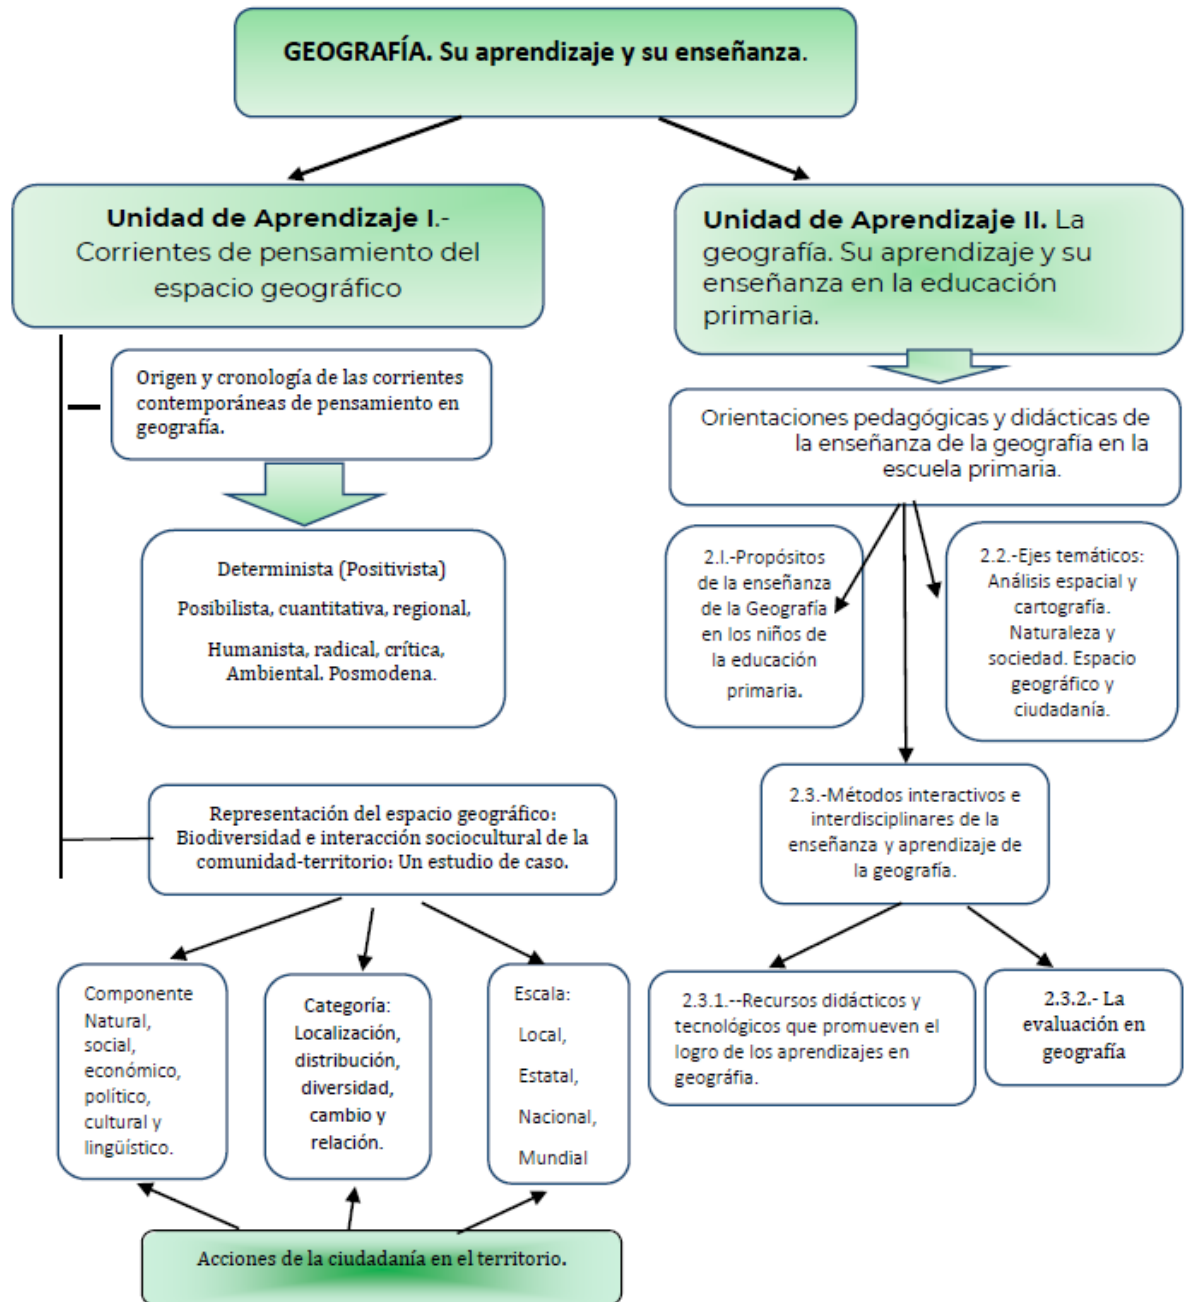 GEOGRAFÍA. Su aprendizaje y su enseñanza.
Unidad de Aprendizaje I.-
Corrientes de pensamiento del
espacio geográfico
Origen y cronología de las corrientes
contemporáneas de pensamiento en
geografía.
Determinista (Positivista)
Posibilista, cuantitativa, regional,
Humanista, radical, crítica,
Ambiental. Posmodena.
Representación del espacio geográfico:
Biodiversidad e interacción sociocultural de la
comunidad-territorio: Un estudio de caso.
Componente
Natural,
social,
económico,
político,
cultural y
lingüístico.
Categoría:
Localización,
distribución,
diversidad,
cambio y
relación.
Escala:
Local,
Estatal,
Nacional,
Mundial
Acciones de la ciudadanía en el territorio.
Unidad de Aprendizaje II. La
geografía. Su aprendizaje y su
enseñanza en la educación
primaria.
Orientaciones pedagógicas y didácticas de
la enseñanza de la geografía en la
escuela primaria.
2.I.-Propósitos
de la enseñanza
de la Geografía
en los niños de
la educación
primaria.
2.2.-Ejes temáticos:
Análisis espacial y
cartografía.
Naturaleza y
sociedad. Espacio
geográfico y
ciudadanía.
2.3.-Métodos interactivos e
interdisciplinares de la
enseñanza y aprendizaje de
la geografía.
2.3.1.--Recursos didácticos y
tecnológicos que promueven el
logro de los aprendizajes en
geográfia.
2.3.2.- La
evaluación en
geografía